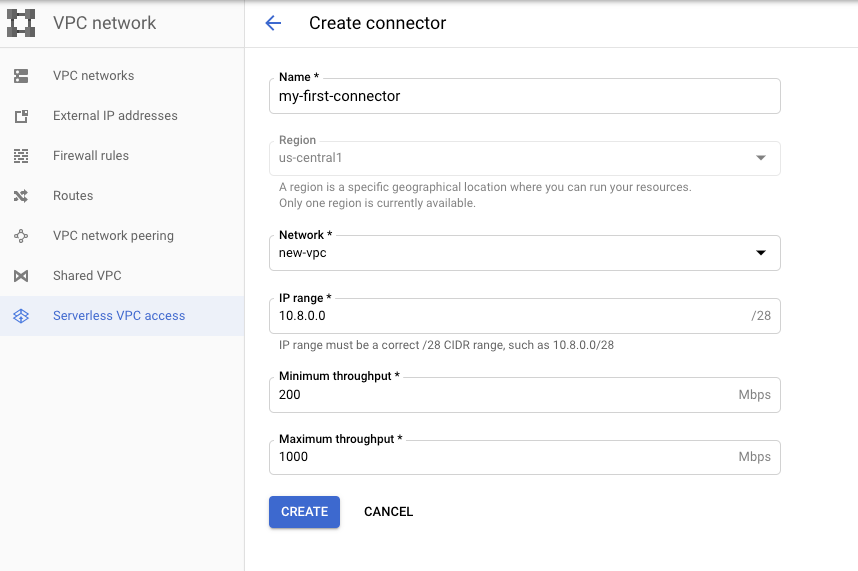 VPC network
Create connector
VPC networks
External IP addresses
Firewall rules
Routes
VPC network peering
Shared VPC
Serverless VPC access
Name *
my-first-connector
Region
us-central1
A region is a specific geographical location where you can run your resources.
Only one region is currently available.
Network *
new-vpc
IP range *
10.8.0.0 /28
IP range must be a correct /28 CIDR range, such as 10.8.0.0/28
Minimum throughput *
200 Mbps
Maximum throughput *
1000 Mbps
CREATE CANCEL